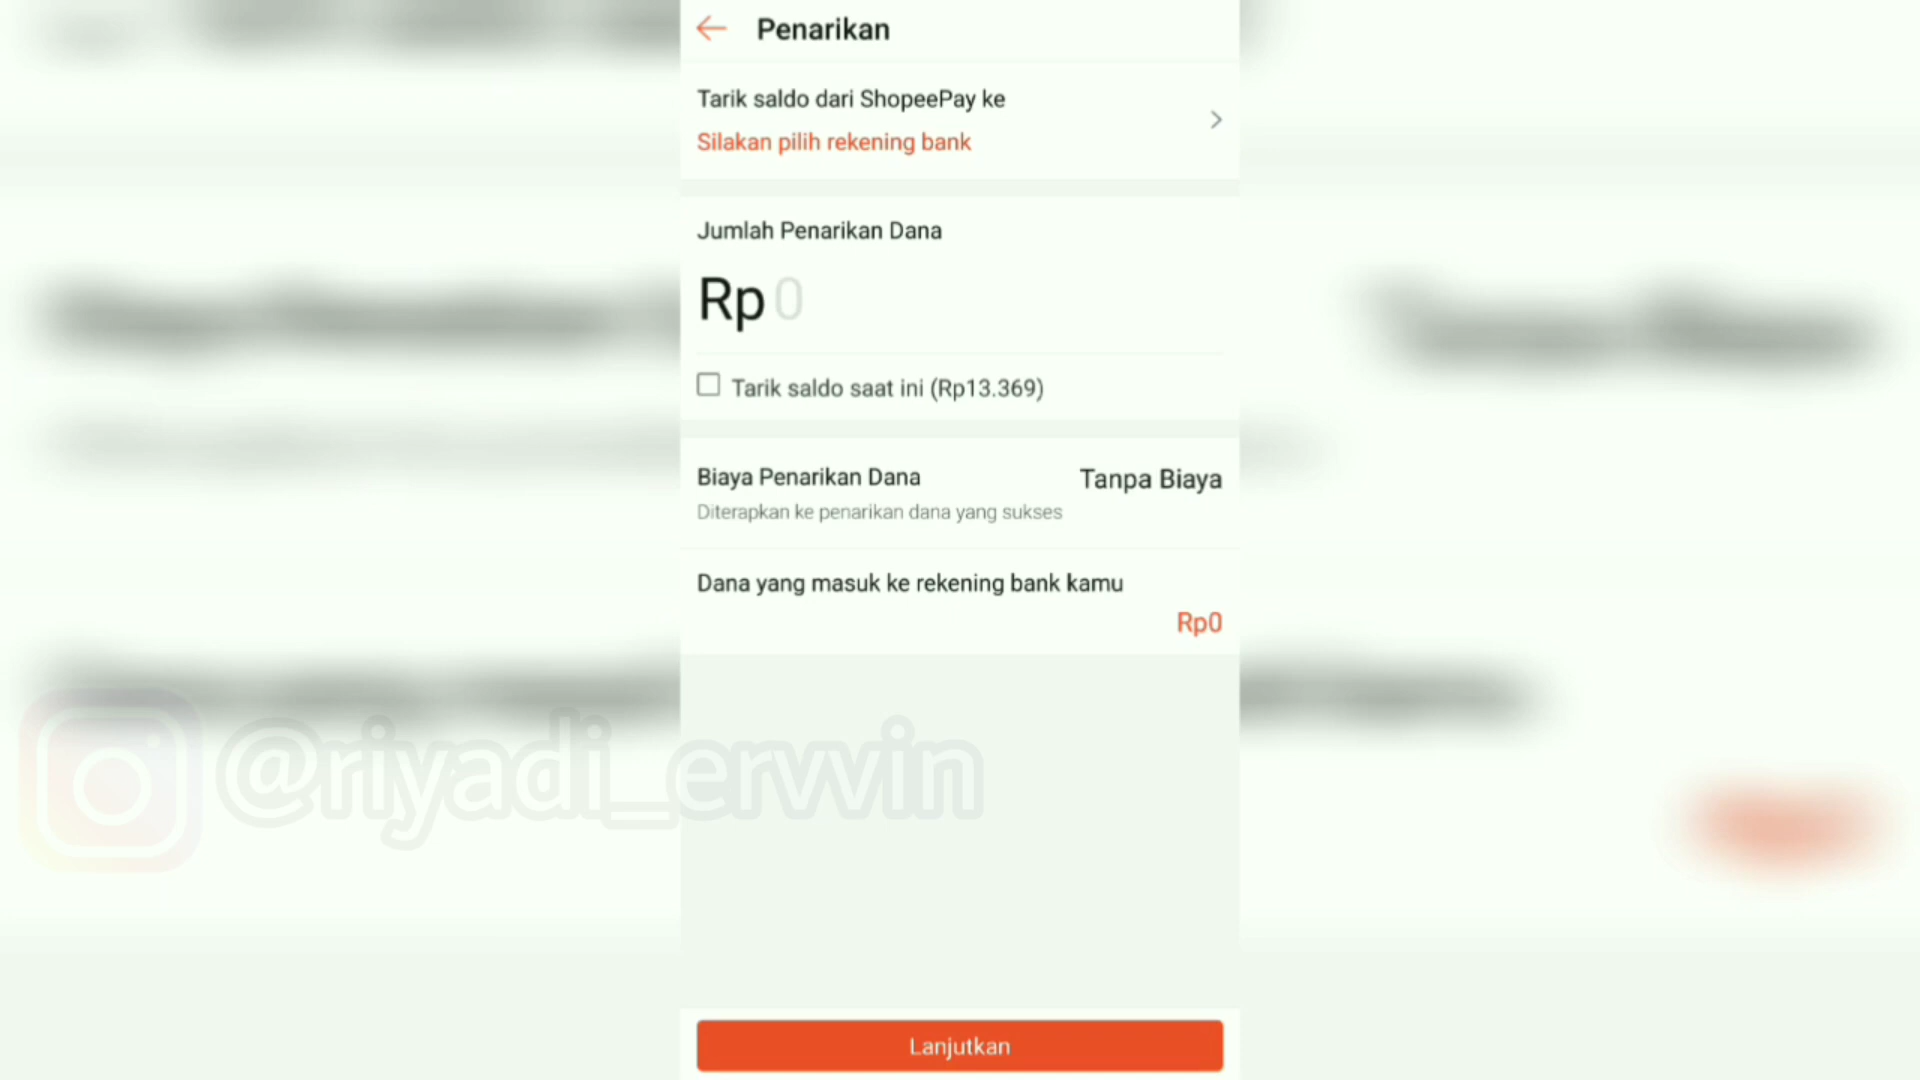 Penarikan
Tarik saldo dari ShopeePay ke
Silakan pilih rekening bank
Jumlah Penarikan Dana
Rp 0
Tarik saldo saat ini (Rp13.369)
Biaya Penarikan Dana
Tanpa Biaya
Diterapkan ke penarikan dana yang sukses
Dana yang masuk ke rekening bank kamu
Rp0
@riyadi_ervvin
Lanjutkan